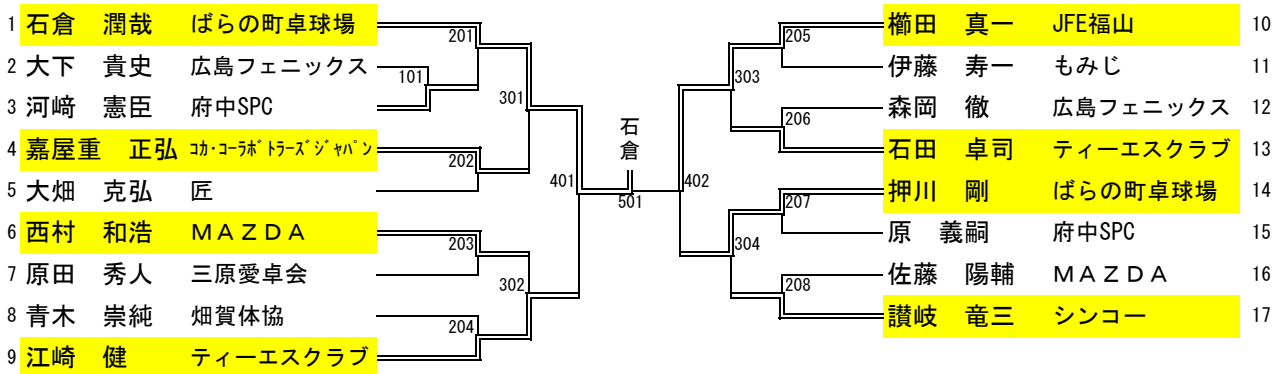 1 石倉 潤哉 ばらの町卓球場
2 大下 貴史 広島フェニックス
3 河﨑 憲臣 府中SPC
4 嘉屋重 正弘 コカ・コーラボトラーズジャパン
5 大畑 克弘 匠
6 西村 和浩 ＭＡＺＤＡ
7 原田 秀人 三原愛卓会
8 青木 崇純 畑賀体協
9 江崎 健 ティーエスクラブ
201
101
301
202
401
203
302
204
石倉
501
205
303
206
402
207
304
208
櫛田 真一 JFE福山 10
伊藤 寿一 もみじ 11
森岡 徹 広島フェニックス 12
石田 卓司 ティーエスクラブ 13
押川 剛 ばらの町卓球場 14
原 義嗣 府中SPC 15
佐藤 陽輔 ＭＡＺＤＡ 16
讃岐 竜三 シンコー 17